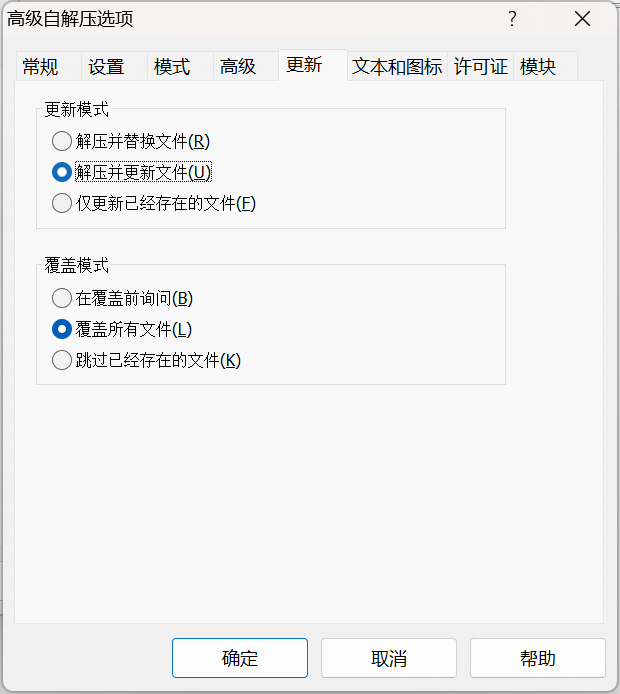 高级自解压选项
?
常规 设置 模式 高级 更新 文本和图标 许可证 模块
更新模式
解压并替换文件(R)
解压并更新文件(U)
仅更新已经存在的文件(F)
覆盖模式
在覆盖前询问(B)
覆盖所有文件(L)
跳过已经存在的文件(K)
确定 取消 帮助